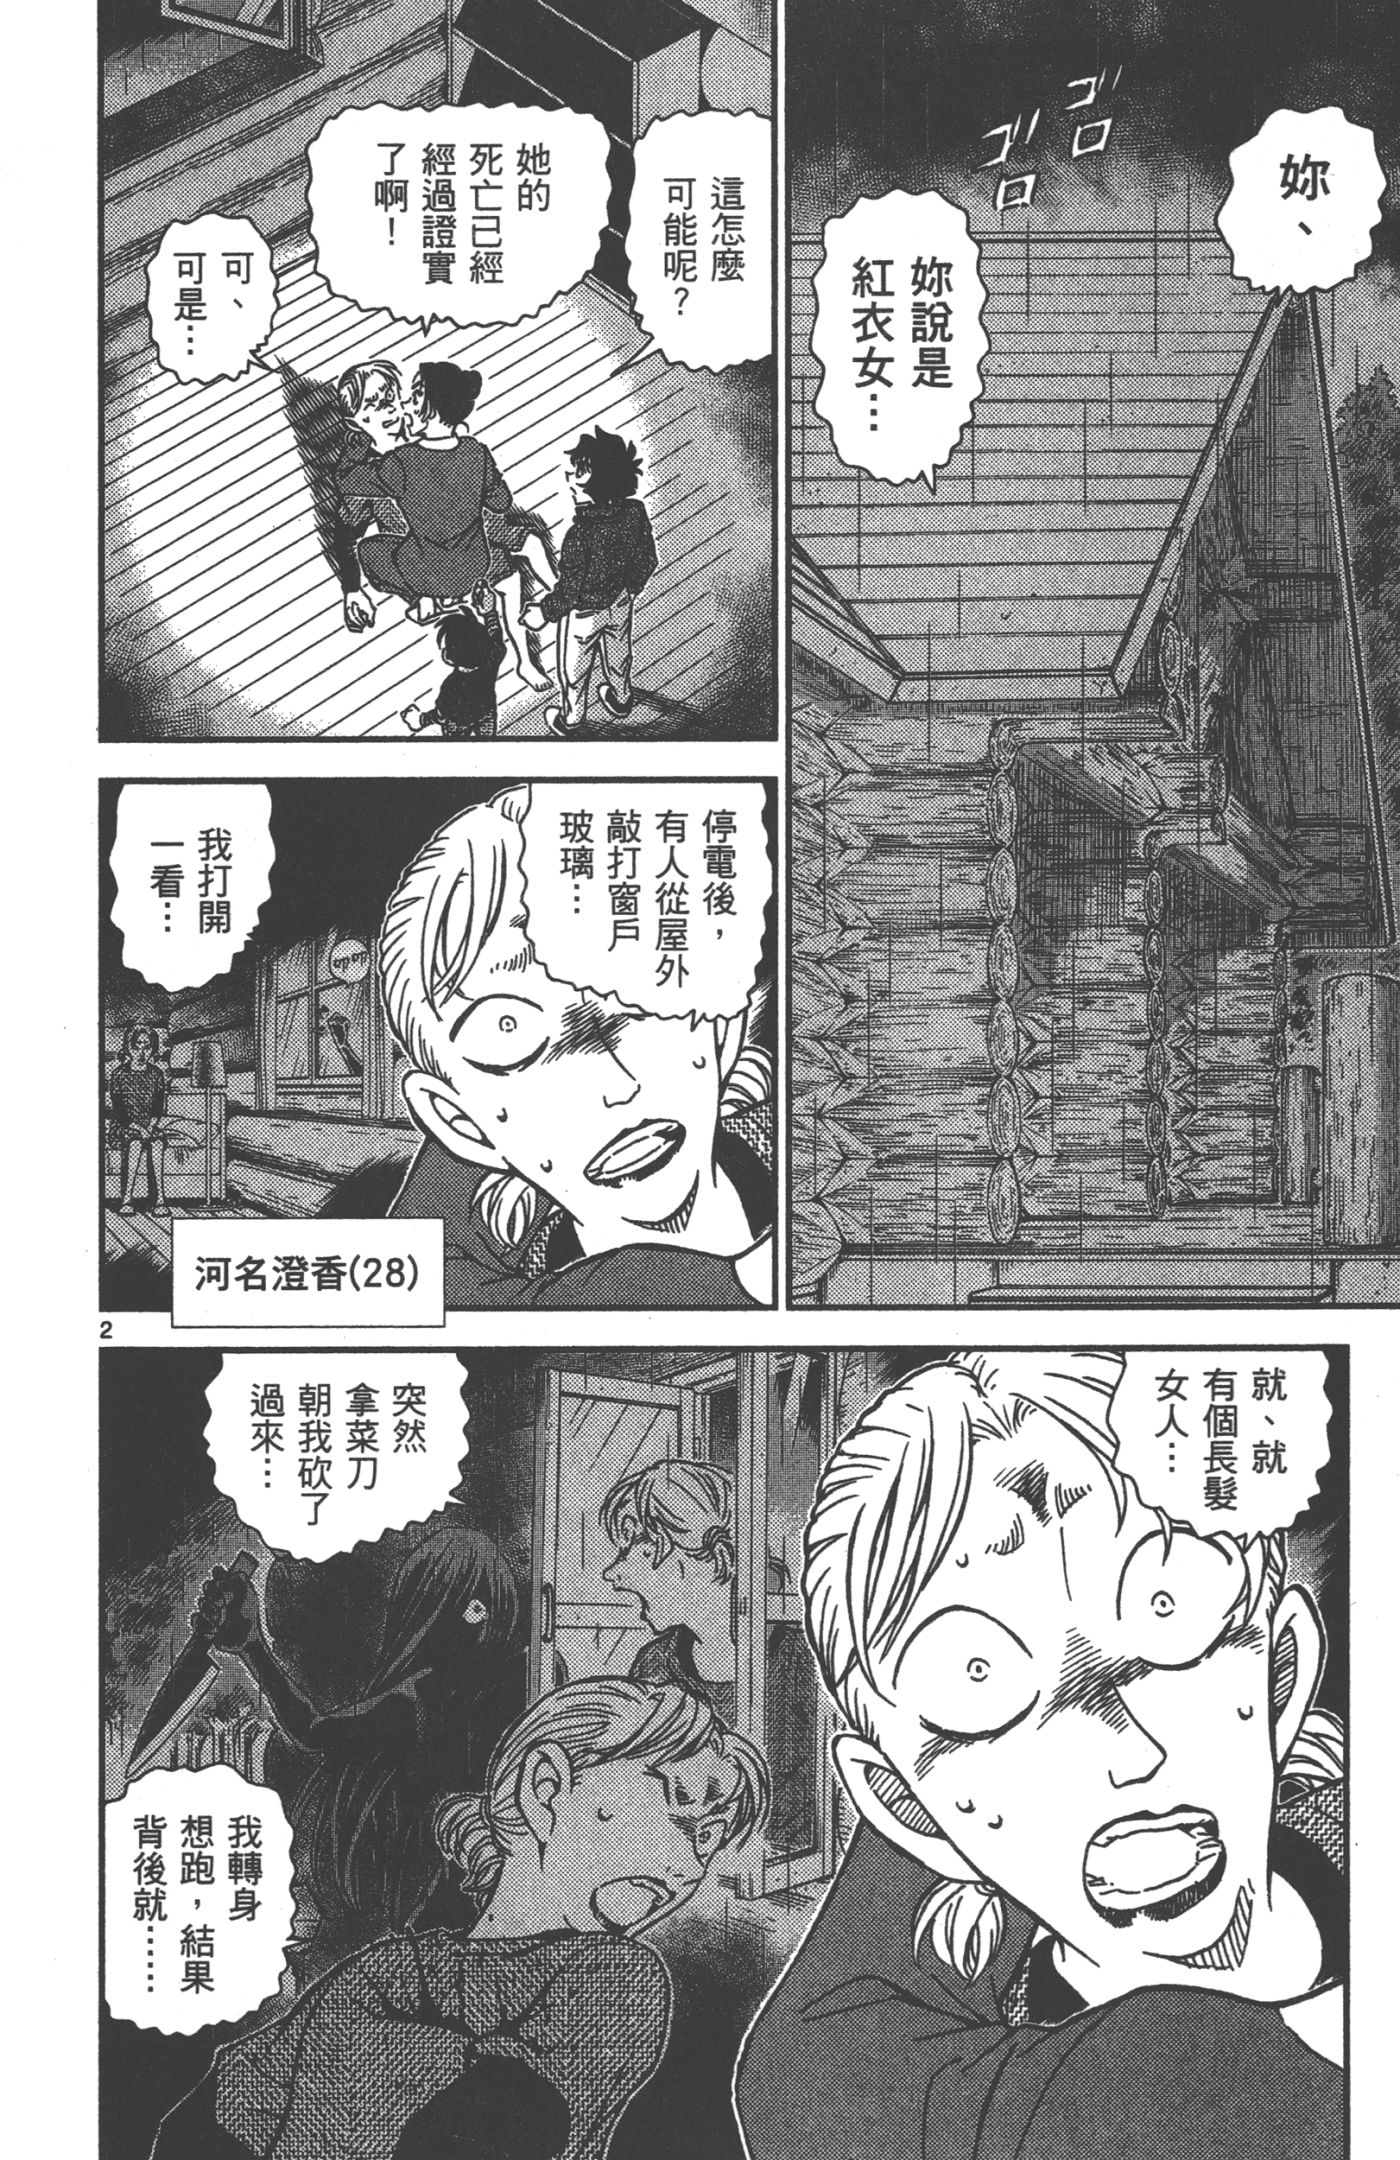 妳、
妳說是
紅衣女…
ゴロ
ゴロ
這怎麼
可能呢？
她的
死亡已經
經過證實
了啊！
可、
可是…
停電後，
有人從屋外
敲打窗戶
玻璃…
我打開
一看…
叩叩
河名澄香(28)
2
就、就
有個長髮
女人…
突然
拿菜刀
朝我砍了
過來…
我轉身
想跑，結果
背後就……